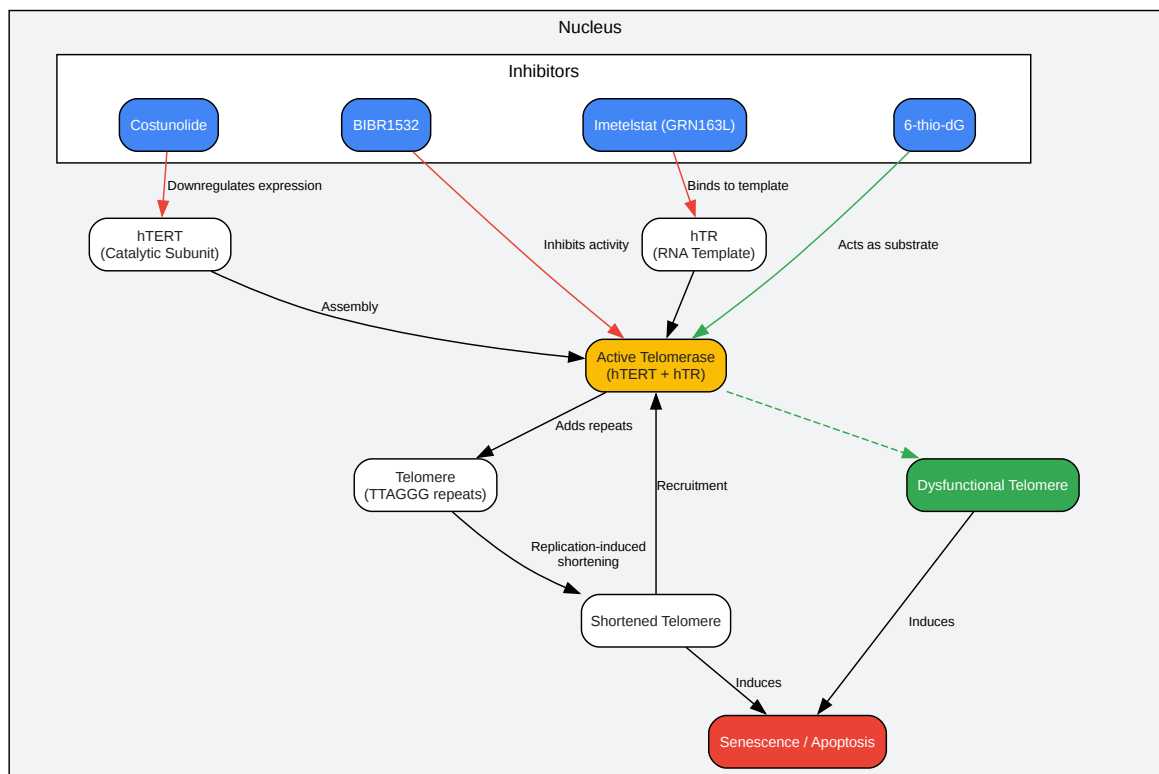 Nucleus
Inhibitors
Costunolide
BIBR1532
Imetelstat (GRN163L)
6-thio-dG
Downregulates expression
Binds to template
hTERT
(Catalytic Subunit)
Inhibits activity
hTR
(RNA Template)
Acts as substrate
Assembly
Active Telomerase
(hTERT + hTR)
Adds repeats
Telomere
(TTAGGG repeats)
Recruitment
Dysfunctional Telomere
Replication-induced
shortening
Shortened Telomere
Induces
Induces
Senescence / Apoptosis